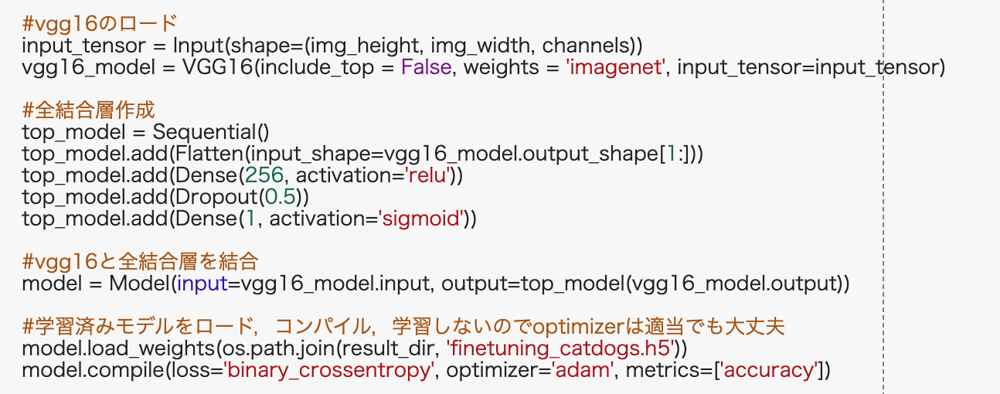 #vgg16のロード
input_tensor = Input(shape=(img_height, img_width, channels))
vgg16_model = VGG16(include_top = False, weights = 'imagenet', input_tensor=input_tensor)
#全結合層作成
top_model = Sequential()
top_model.add(Flatten(input_shape=vgg16_model.output_shape[1:]))
top_model.add(Dense(256, activation='relu'))
top_model.add(Dropout(0.5))
top_model.add(Dense(1, activation='sigmoid'))
#vgg16と全結合層を結合
model = Model(input=vgg16_model.input, output=top_model(vgg16_model.output))
#学習済みモデルをロード，コンパイル，学習しないのでoptimizerは適当でも大丈夫
model.load_weights(os.path.join(result_dir, 'finetuning_catdogs.h5'))
model.compile(loss='binary_crossentropy', optimizer='adam', metrics=['accuracy'])